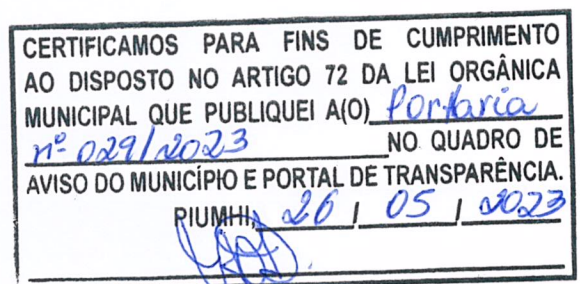 CERTIFICAMOS PARA FINS DE CUMPRIMENTO
AO DISPOSTO NO ARTIGO 72 DA LEI ORGÂNICA
MUNICIPAL QUE PUBLIQUEI A(O) Portaria
nº 029/2023 NO QUADRO DE
AVISO DO MUNICÍPIO E PORTAL DE TRANSPARÊNCIA.
PIUMHI, 26 / 05 / 2023